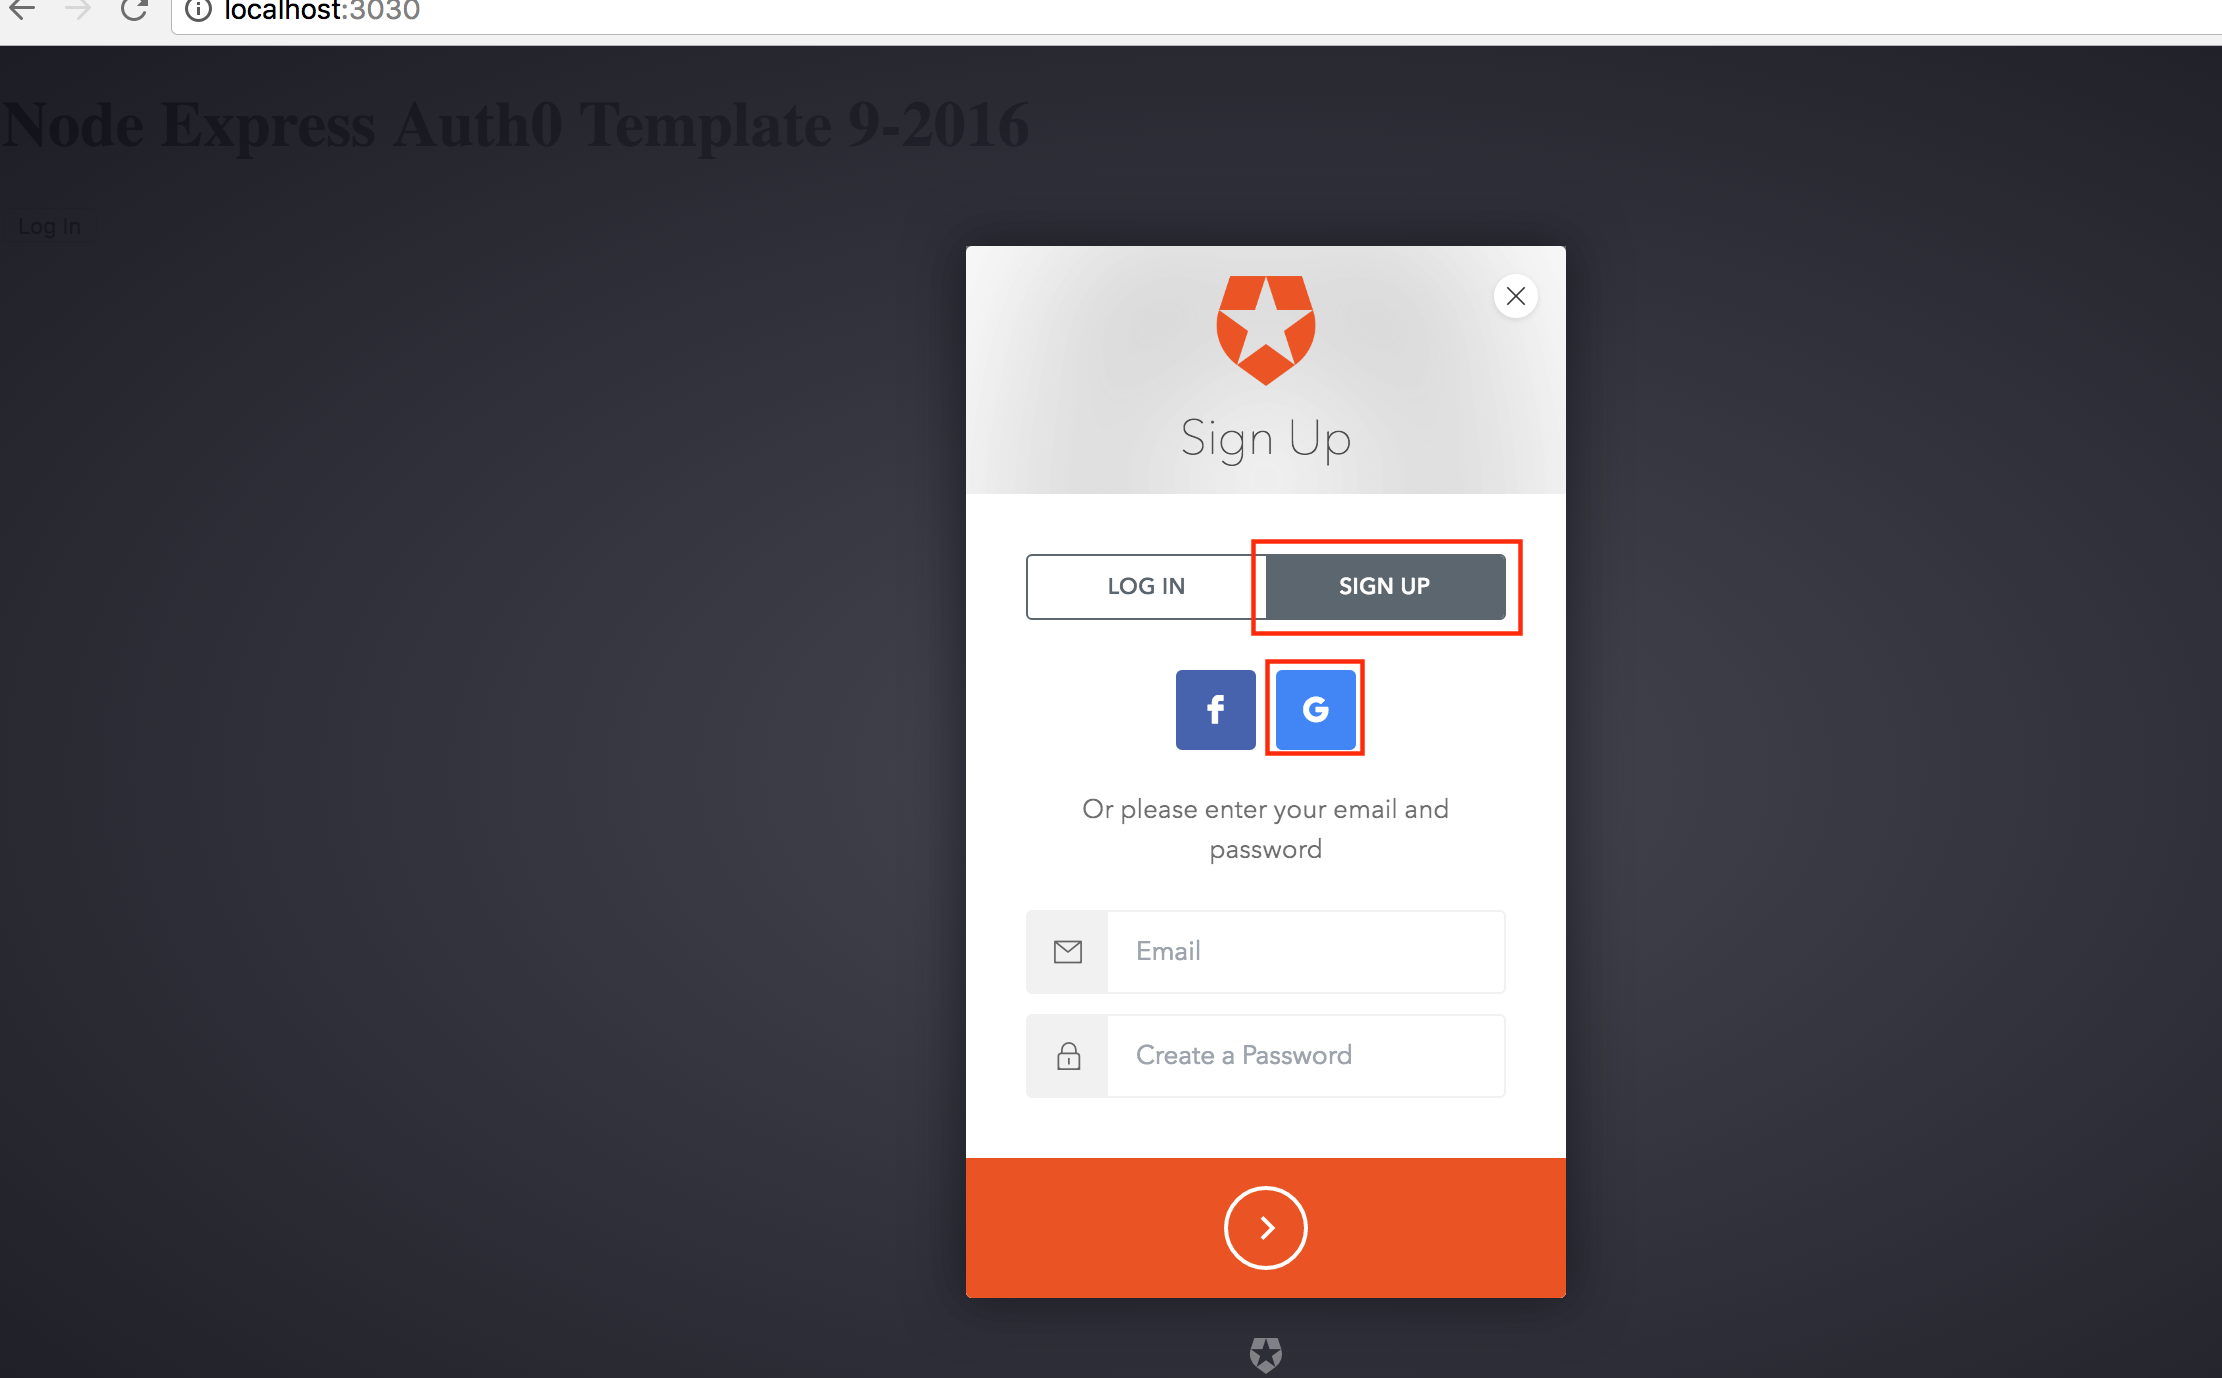 localhost:3030
Node Express Auth0 Template 9-2016
Log In
Sign Up
LOG IN
SIGN UP
f
G
Or please enter your email and
password
Email
Create a Password